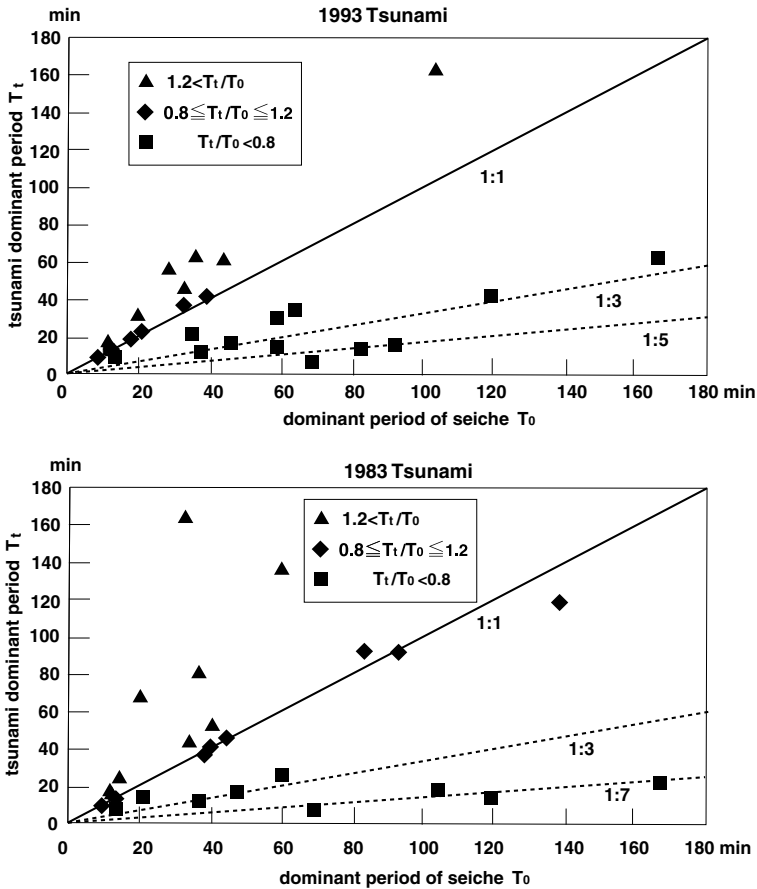 1993 Tsunami
min
180
160
140
120
100
80
60
40
20
0
tsunami dominant period Tt
1.2<Tt/T0
0.8≦Tt/T0≦1.2
Tt/T0<0.8
1:1
1:3
1:5
0 20 40 60 80 100 120 140 160 180 min
dominant period of seiche T0
min
1983 Tsunami
180
160
140
120
100
80
60
40
20
0
tsunami dominant period Tt
1.2<Tt/T0
0.8≦Tt/T0≦1.2
Tt/T0<0.8
1:1
1:3
1:7
0 20 40 60 80 100 120 140 160 180 min
dominant period of seiche T0